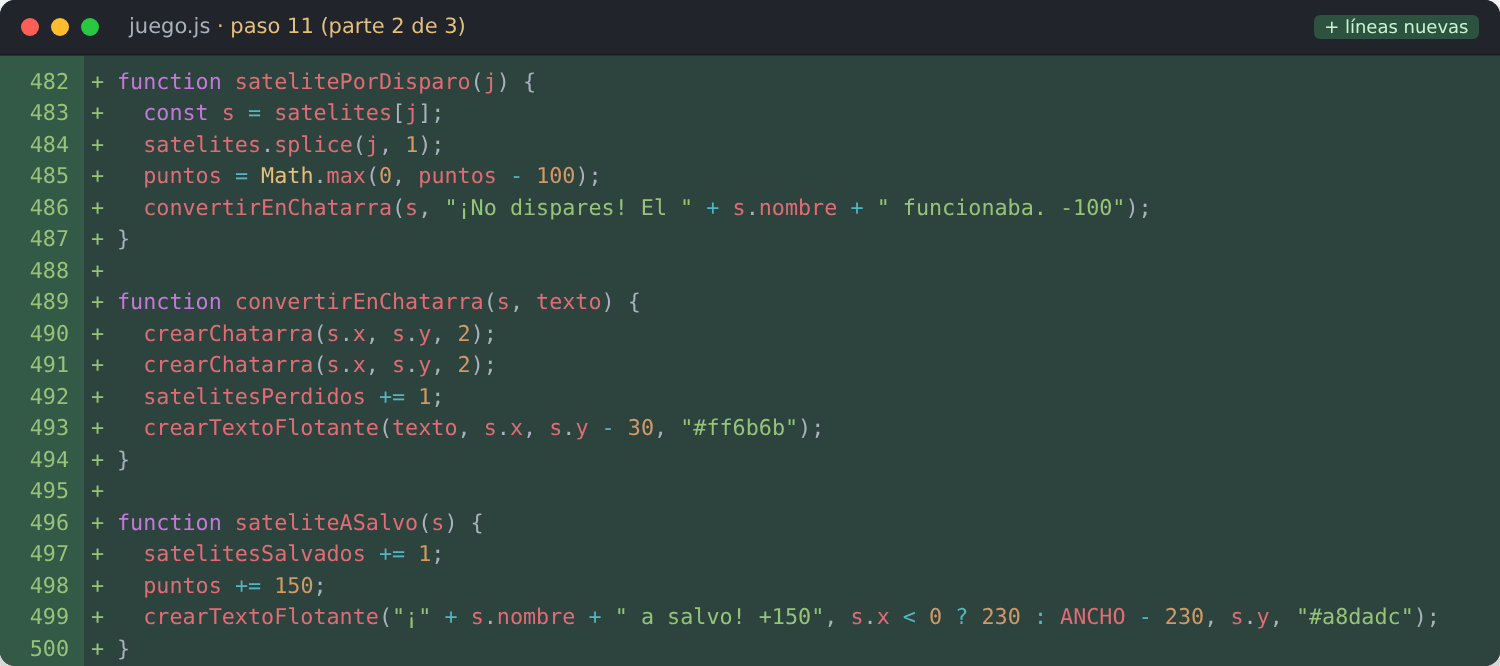 juego.js · paso 11 (parte 2 de 3)
+ líneas nuevas
482 + function satelitePorDisparo(j) {
483 +   const s = satelites[j];
484 +   satelites.splice(j, 1);
485 +   puntos = Math.max(0, puntos - 100);
486 +   convertirEnChatarra(s, "¡No dispares! El " + s.nombre + " funcionaba. -100");
487 + }
488 +
489 + function convertirEnChatarra(s, texto) {
490 +   crearChatarra(s.x, s.y, 2);
491 +   crearChatarra(s.x, s.y, 2);
492 +   satelitesPerdidos += 1;
493 +   crearTextoFlotante(texto, s.x, s.y - 30, "#ff6b6b");
494 + }
495 +
496 + function sateliteASalvo(s) {
497 +   satelitesSalvados += 1;
498 +   puntos += 150;
499 +   crearTextoFlotante("¡" + s.nombre + " a salvo! +150", s.x < 0 ? 230 : ANCHO - 230, s.y, "#a8dadc");
500 + }